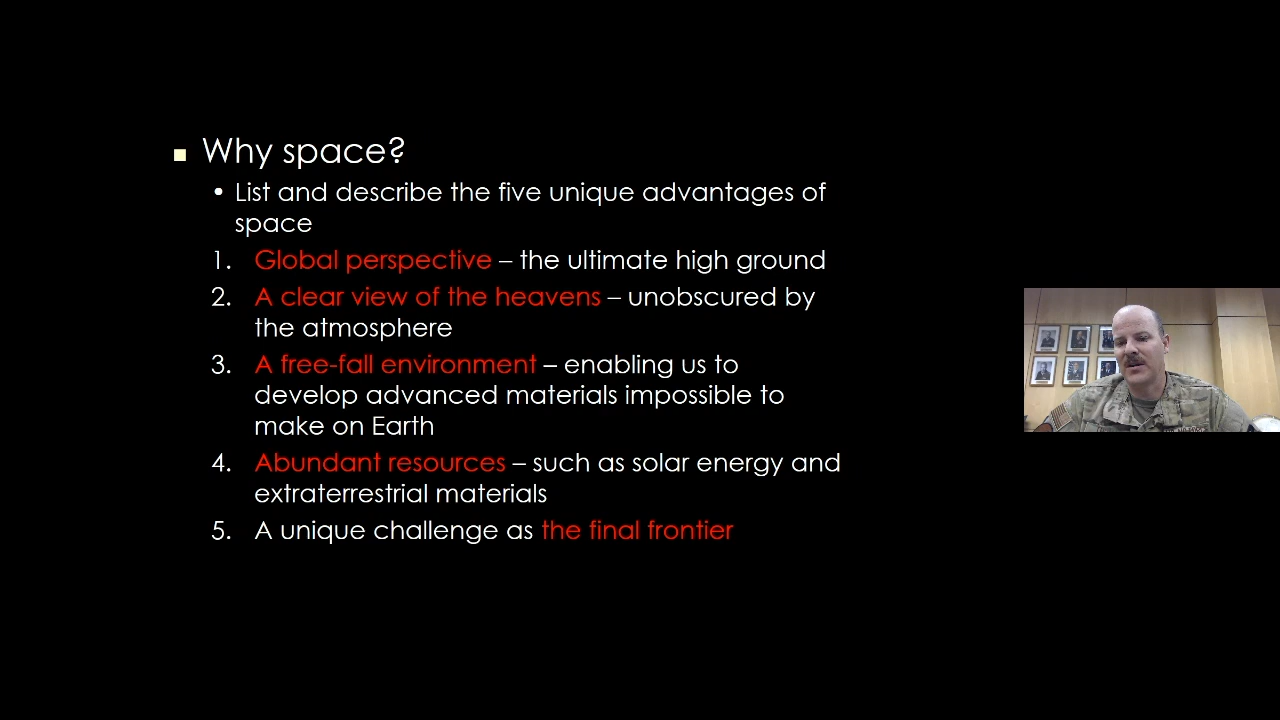 ■ Why space?
• List and describe the five unique advantages of
space
1. Global perspective – the ultimate high ground
2. A clear view of the heavens – unobscured by
the atmosphere
3. A free-fall environment – enabling us to
develop advanced materials impossible to
make on Earth
4. Abundant resources – such as solar energy and
extraterrestrial materials
5. A unique challenge as the final frontier